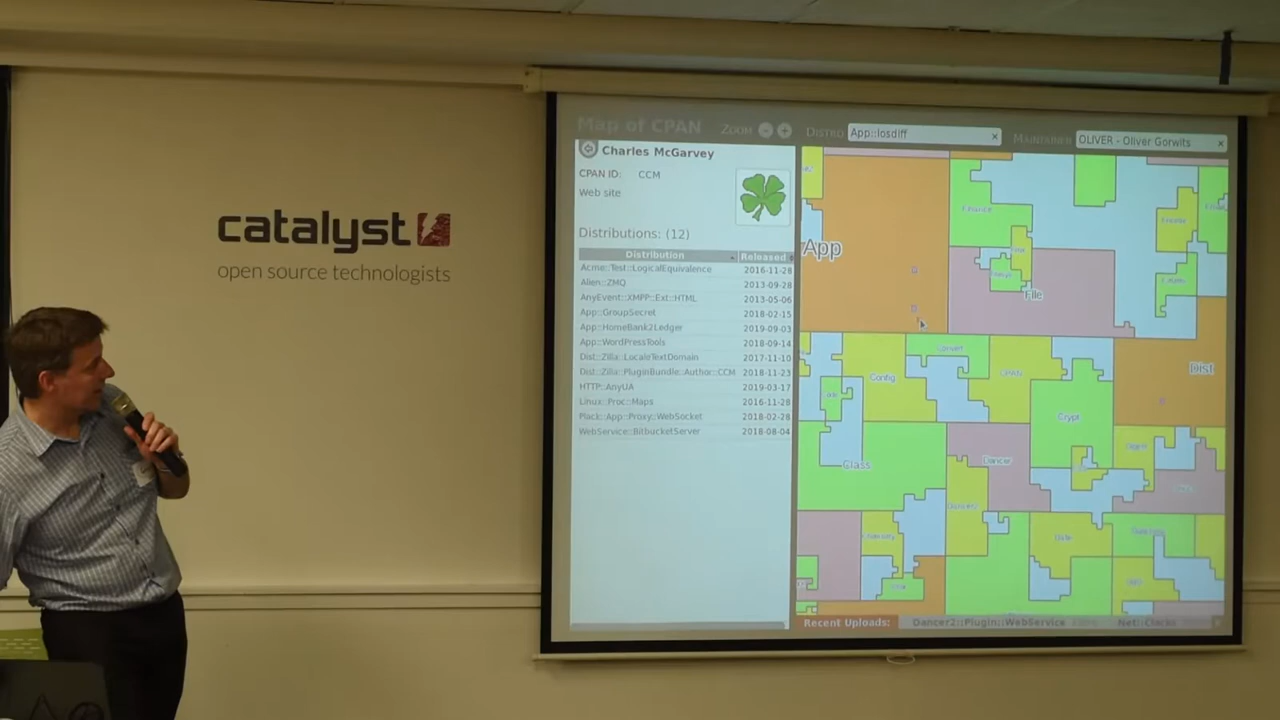 catalyst
open source technologists
Map of CPAN ZOOM DISTRO App::losdiff MAINTAINER OLIVER - Oliver Gorwits
Charles McGarvey
CPAN ID: CCM
Web site
Distributions: (12)
Distribution Released
Acme::Test::LogicalEquivalence 2016-11-28
Alien::ZMQ 2013-09-28
AnyEvent::XMPP::Ext::HTML 2013-05-06
App::GroupSecret 2018-02-15
App::HomeBank2Ledger 2019-09-03
App::WordPressTools 2018-09-14
Dist::Zilla::LocaleTextDomain 2017-11-10
Dist::Zilla::PluginBundle::Author::CCM 2018-11-23
HTTP::AnyUA 2019-03-17
Linux::Proc::Maps 2016-11-28
Plack::App::Proxy::WebSocket 2018-02-28
WebService::BitbucketServer 2018-08-04
App
File
Dist
Convert
Config
CPAN
Crypt
Class
Dancer
Dancer2
Date
Recent Uploads: Dancer2::Plugin::WebService